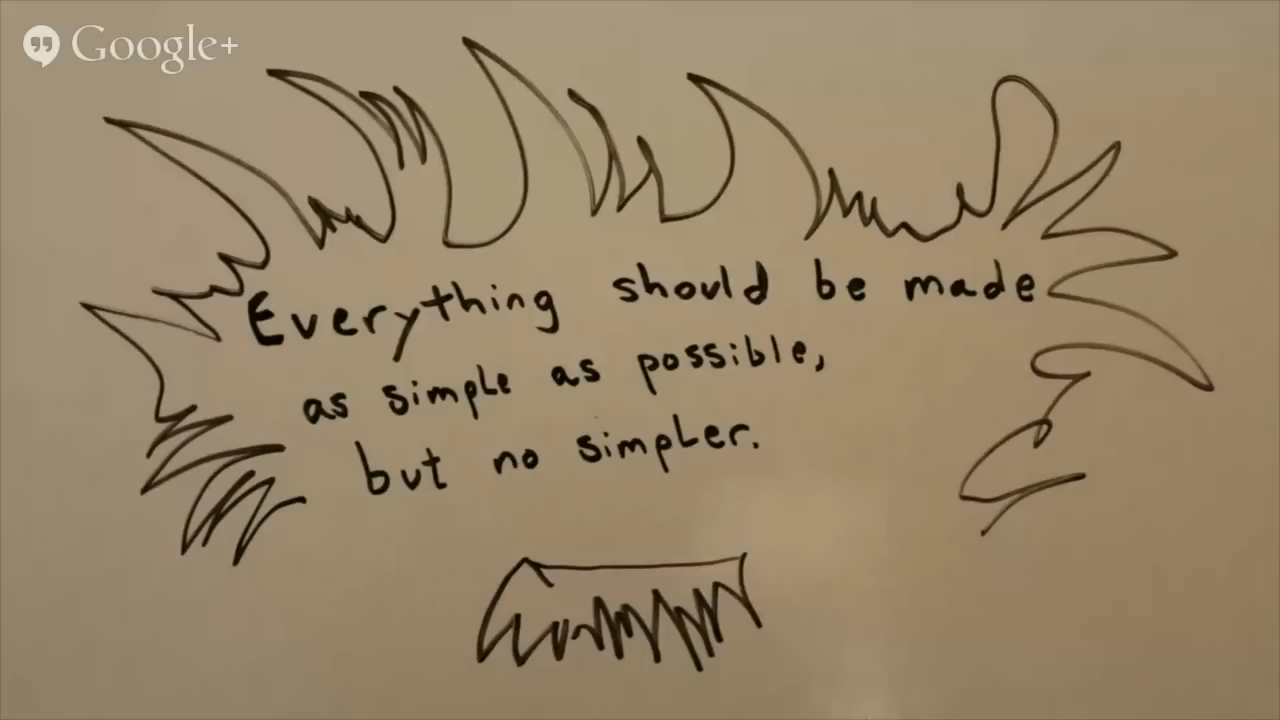 Google+
Everything should be made
as simple as possible,
but no simpler.